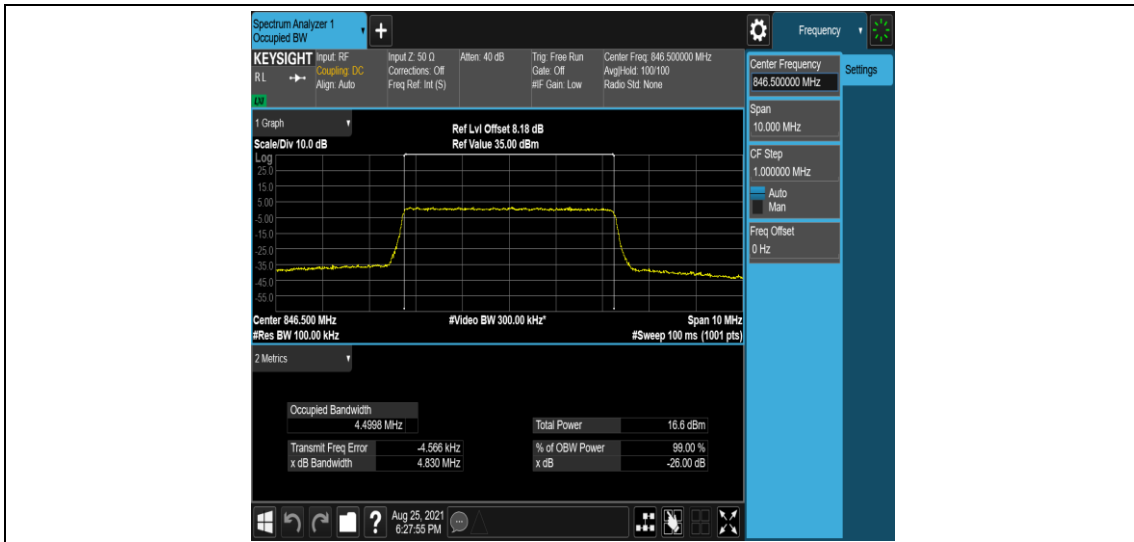 Spectrum Analyzer 1
Occupied BW
+
Frequency
KEYSIGHT
RL
Input: RF
Coupling: DC
Align: Auto
Input Z: 50 Ω
Corrections: Off
Freq Ref: Int (S)
Atten: 40 dB
Trig: Free Run
Gate: Off
#IF Gain: Low
Center Freq: 846.500000 MHz
Avg|Hold: 100/100
Radio Std: None
Center Frequency
846.500000 MHz
Settings
Span
10.000 MHz
CF Step
1.000000 MHz
Auto
Man
Freq Offset
0 Hz
1 Graph
Scale/Div 10.0 dB
Ref Lvl Offset 8.18 dB
Ref Value 35.00 dBm
Log
25.0
15.0
5.00
-5.00
-15.0
-25.0
-35.0
-45.0
-55.0
Center 846.500 MHz
#Video BW 300.00 kHz*
Span 10 MHz
#Res BW 100.00 kHz
#Sweep 100 ms (1001 pts)
2 Metrics
Occupied Bandwidth
4.4998 MHz
Total Power 16.6 dBm
Transmit Freq Error -4.566 kHz
% of OBW Power 99.00 %
x dB Bandwidth 4.830 MHz
x dB -26.00 dB
?
Aug 25, 2021
6:27:55 PM